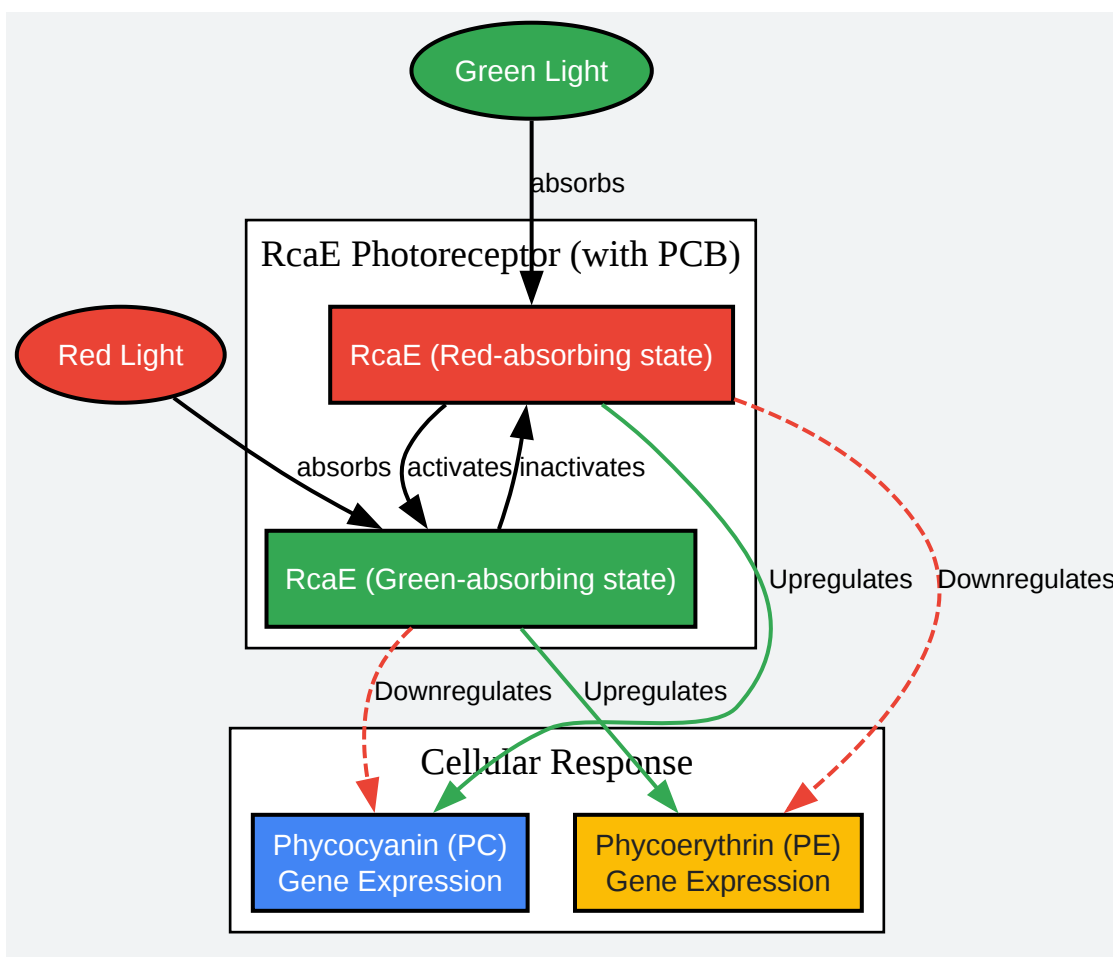 Green Light
absorbs
RcaE Photoreceptor (with PCB)
Red Light
RcaE (Red-absorbing state)
absorbs
activates
inactivates
RcaE (Green-absorbing state)
Upregulates
Downregulates
Downregulates
Upregulates
Cellular Response
Phycocyanin (PC)
Gene Expression
Phycoerythrin (PE)
Gene Expression